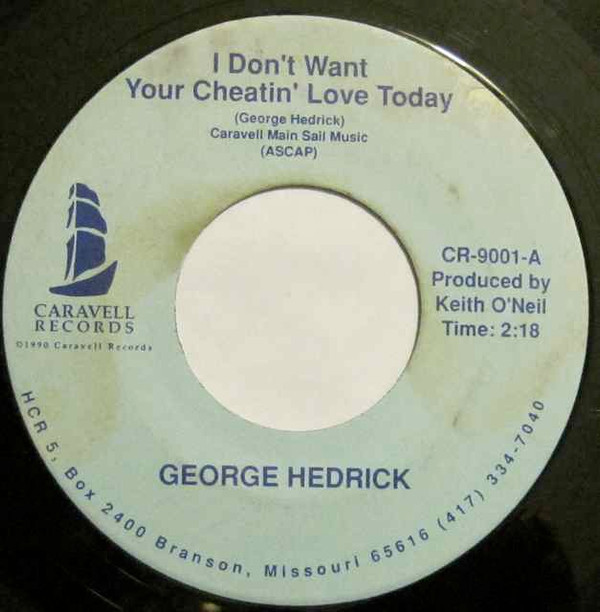 I Don't Want
Your Cheatin' Love Today
(George Hedrick)
Caravell Main Sail Music
(ASCAP)
CARAVELL
RECORDS
©1990 Caravell Records
CR-9001-A
Produced by
Keith O'Neil
Time: 2:18
GEORGE HEDRICK
HCR 5, Box 2400 Branson, Missouri 65616 (417) 334-7040